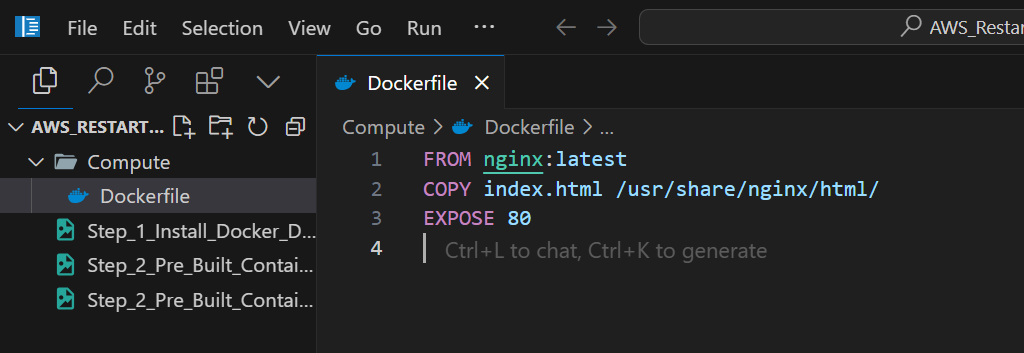 File Edit Selection View Go Run ...
AWS_Restar
Dockerfile
AWS_RESTART...
Compute
Dockerfile
Step_1_Install_Docker_D...
Step_2_Pre_Built_Contai...
Step_2_Pre_Built_Contai...
Compute > Dockerfile > ...
1 FROM nginx:latest
2 COPY index.html /usr/share/nginx/html/
3 EXPOSE 80
4 Ctrl+L to chat, Ctrl+K to generate